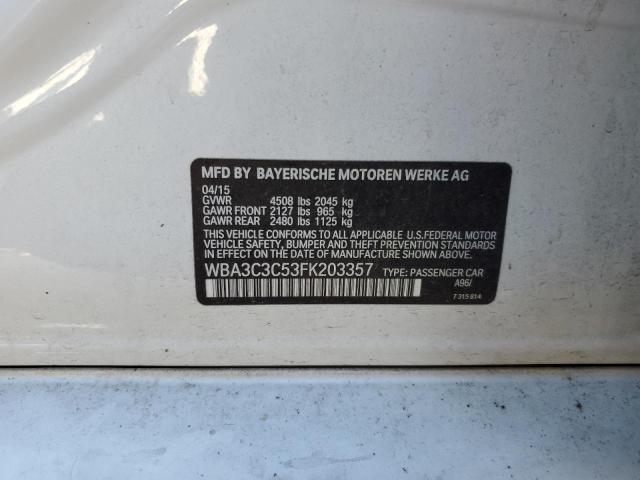 MFD BY BAYERISCHE MOTOREN WERKE AG
04/15
GVWR 4508 lbs 2045 kg
GAWR FRONT 2127 lbs 965 kg
GAWR REAR 2480 lbs 1125 kg
THIS VEHICLE CONFORMS TO ALL APPLICABLE U.S.FEDERAL MOTOR
VEHICLE SAFETY, BUMPER AND THEFT PREVENTION STANDARDS IN
EFFECT ON THE DATE OF MANUFACTURE SHOWN ABOVE.
WBA3C3C53FK203357 TYPE: PASSENGER CAR
A96/
7 315 814